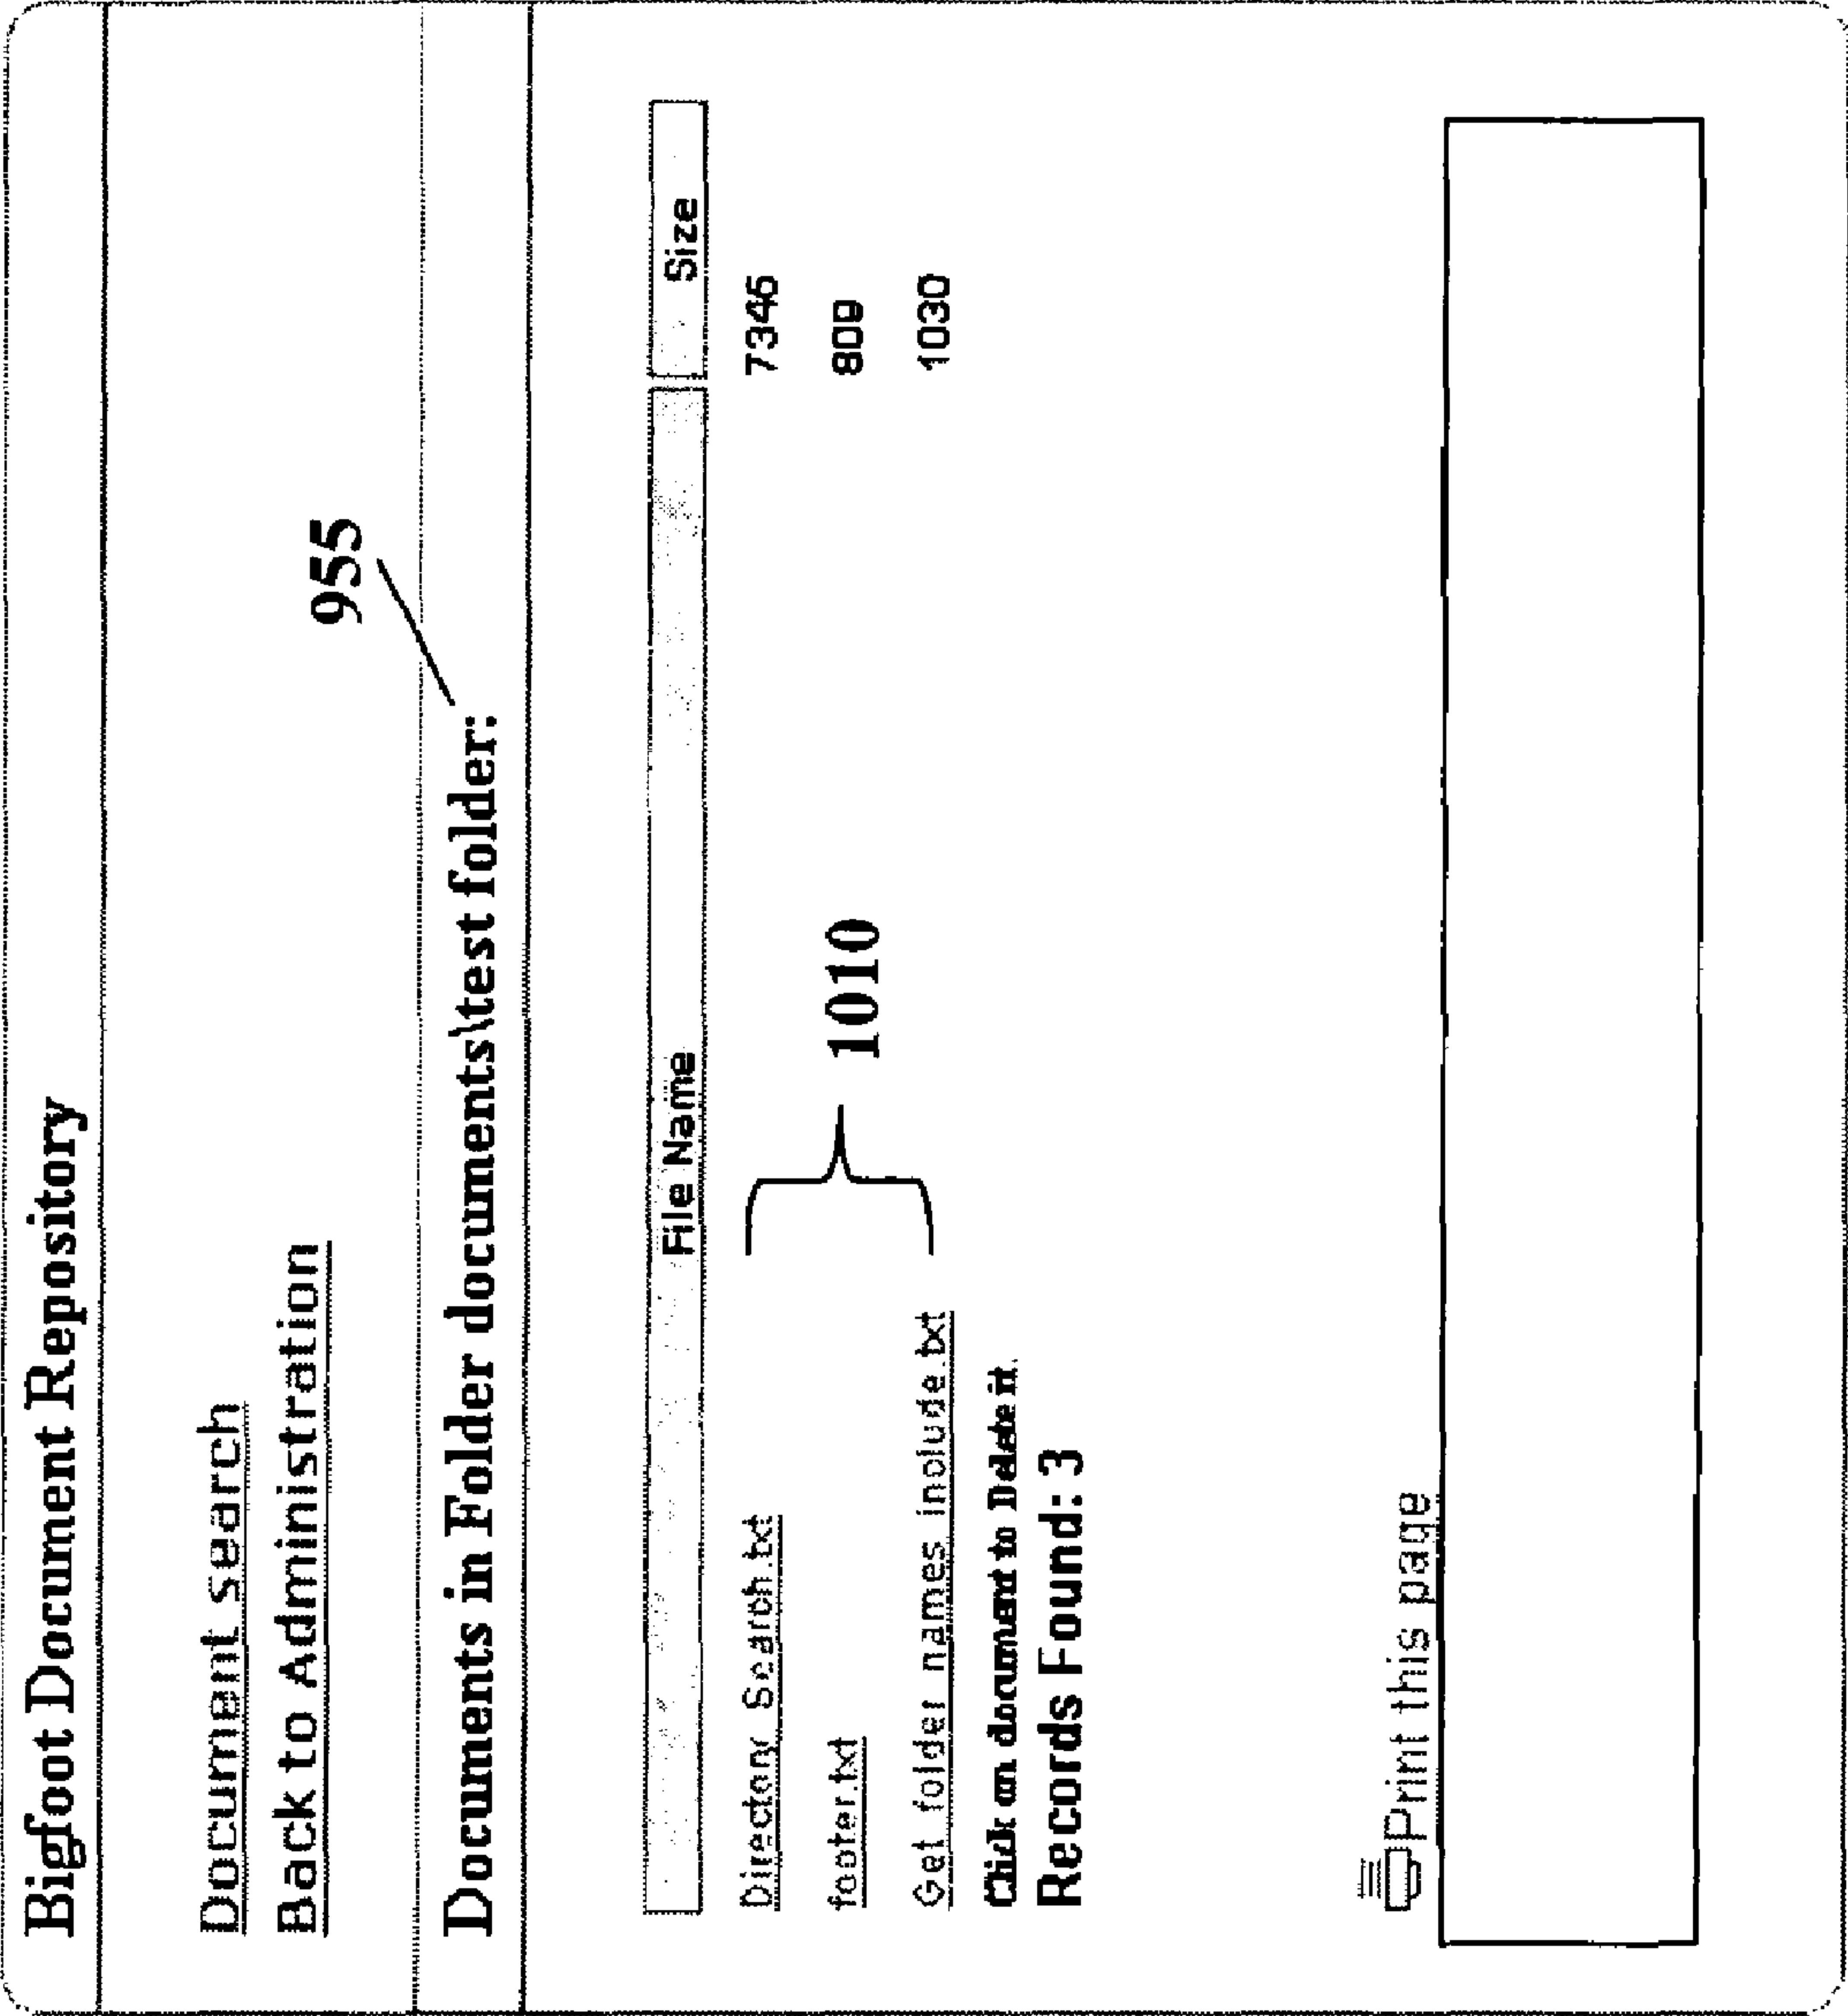 Bigfoot Document Repository
Document search
Back to Administration
955
Documents in Folder documents\test folder:
File Name Size
Directory Search.txt 7346
footer.txt 809
1010
Get folder names include.txt 1030
Click on document to Delete it.
Records Found: 3
Print this page